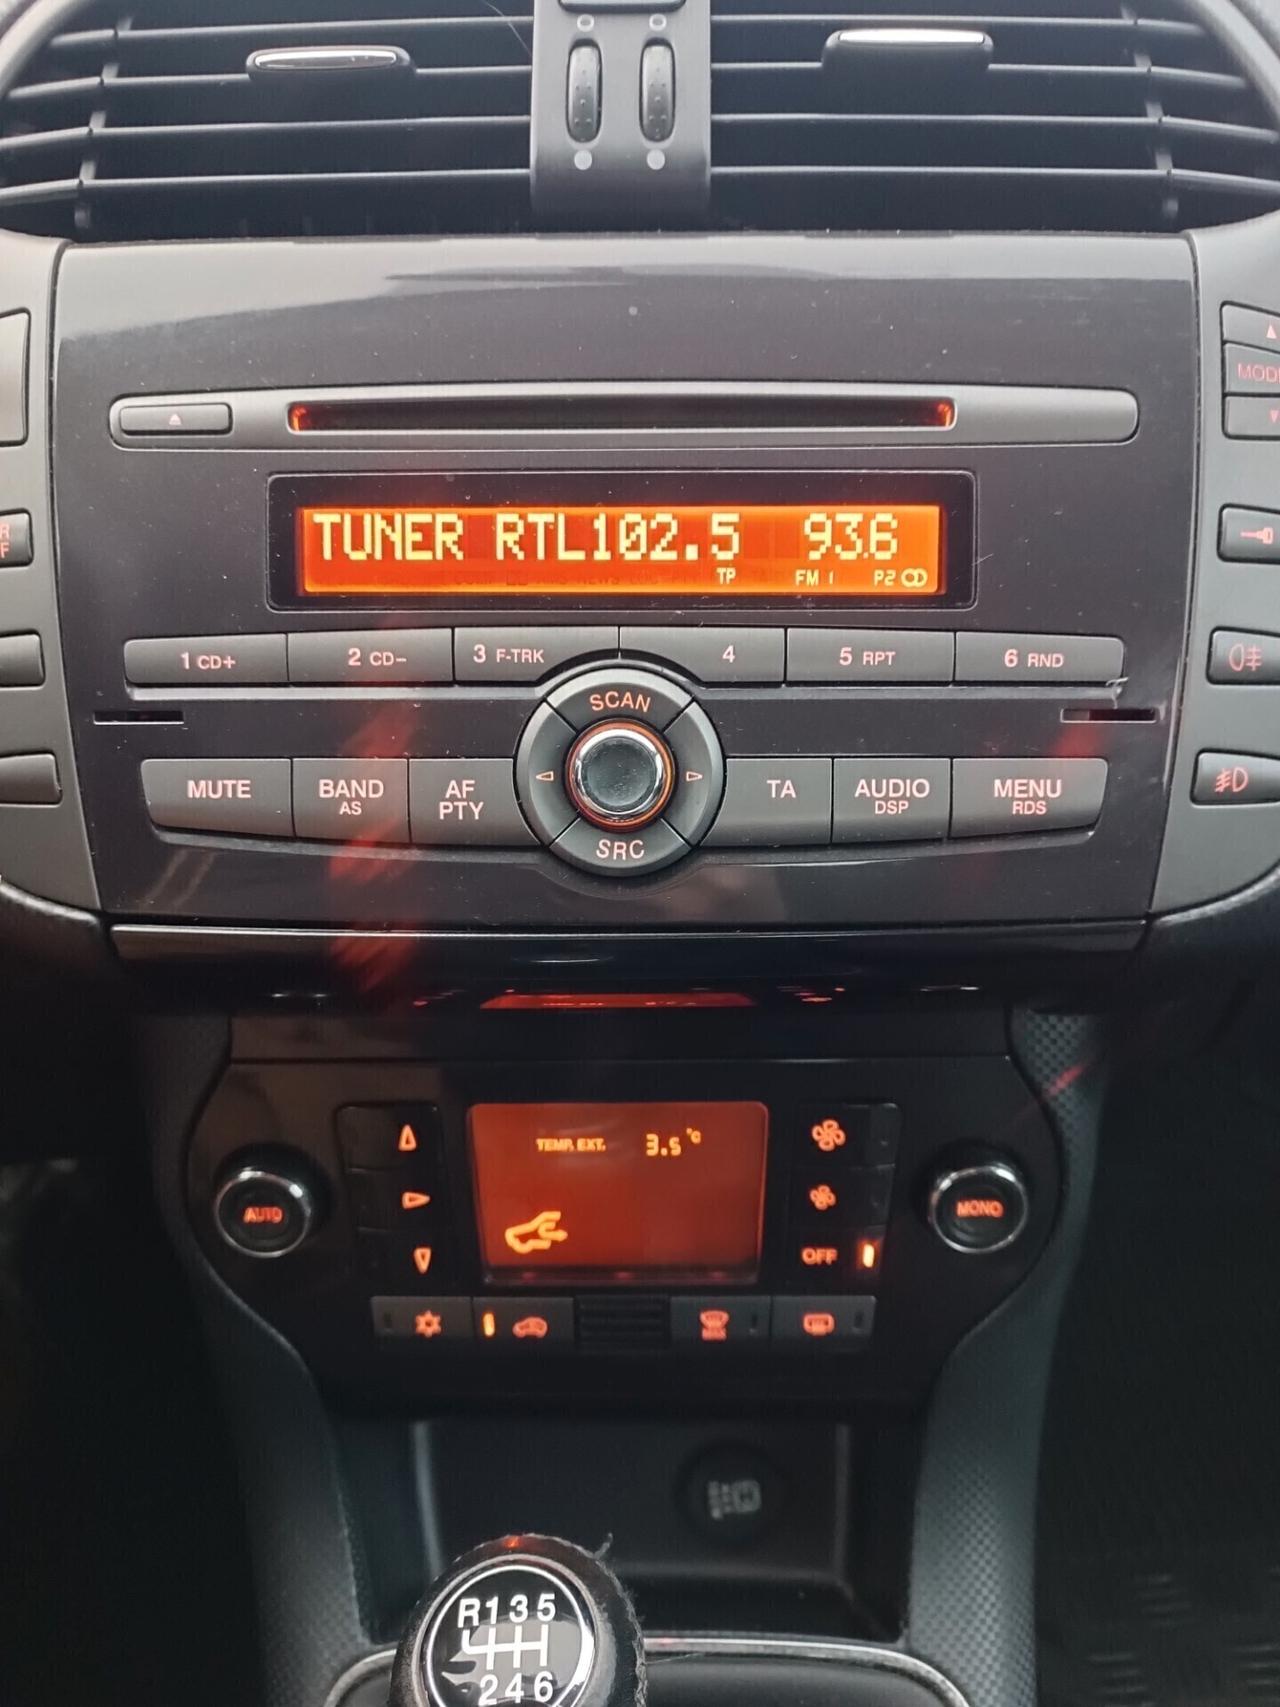 MODE
R
F
TUNER RTL102.5 93.6
TP FM 1 P2
1 CD+ 2 CD- 3 F-TRK 4 5 RPT 6 RND
SCAN
MUTE BAND AF TA AUDIO MENU
AS PTY DSP RDS
SRC
TEMP. EXT. 3.5 °C
AUTO MONO
OFF
MAX
R 1 3 5
2 4 6